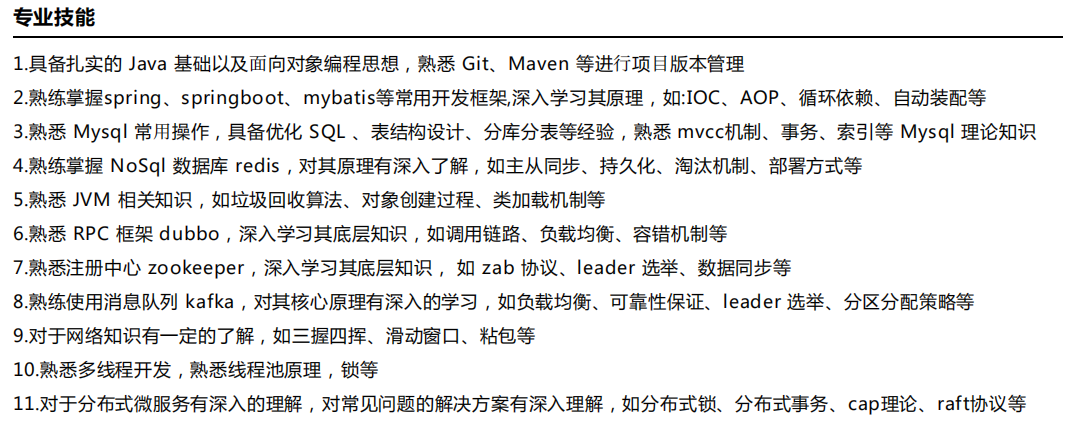 专业技能
1.具备扎实的 Java 基础以及面向对象编程思想，熟悉 Git、Maven 等进行项目版本管理
2.熟练掌握spring、springboot、mybatis等常用开发框架,深入学习其原理，如:IOC、AOP、循环依赖、自动装配等
3.熟悉 Mysql 常用操作，具备优化 SQL 、表结构设计、分库分表等经验，熟悉 mvcc机制、事务、索引等 Mysql 理论知识
4.熟练掌握 NoSql 数据库 redis，对其原理有深入了解，如主从同步、持久化、淘汰机制、部署方式等
5.熟悉 JVM 相关知识，如垃圾回收算法、对象创建过程、类加载机制等
6.熟悉 RPC 框架 dubbo，深入学习其底层知识，如调用链路、负载均衡、容错机制等
7.熟悉注册中心 zookeeper，深入学习其底层知识， 如 zab 协议、leader 选举、数据同步等
8.熟练使用消息队列 kafka，对其核心原理有深入的学习，如负载均衡、可靠性保证、leader 选举、分区分配策略等
9.对于网络知识有一定的了解，如三握四挥、滑动窗口、粘包等
10.熟悉多线程开发，熟悉线程池原理，锁等
11.对于分布式微服务有深入的理解，对常见问题的解决方案有深入理解，如分布式锁、分布式事务、cap理论、raft协议等